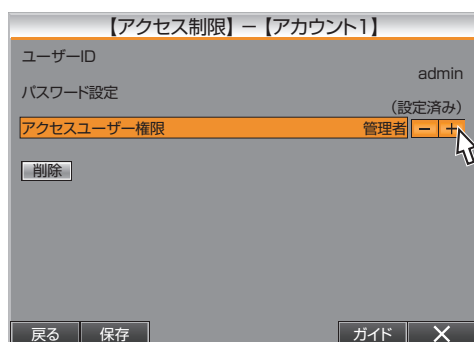 【アクセス制限】－【アカウント1】
ユーザーID
admin
パスワード設定
（設定済み）
アクセスユーザー権限 管理者 － ＋
削除
戻る 保存 ガイド ×